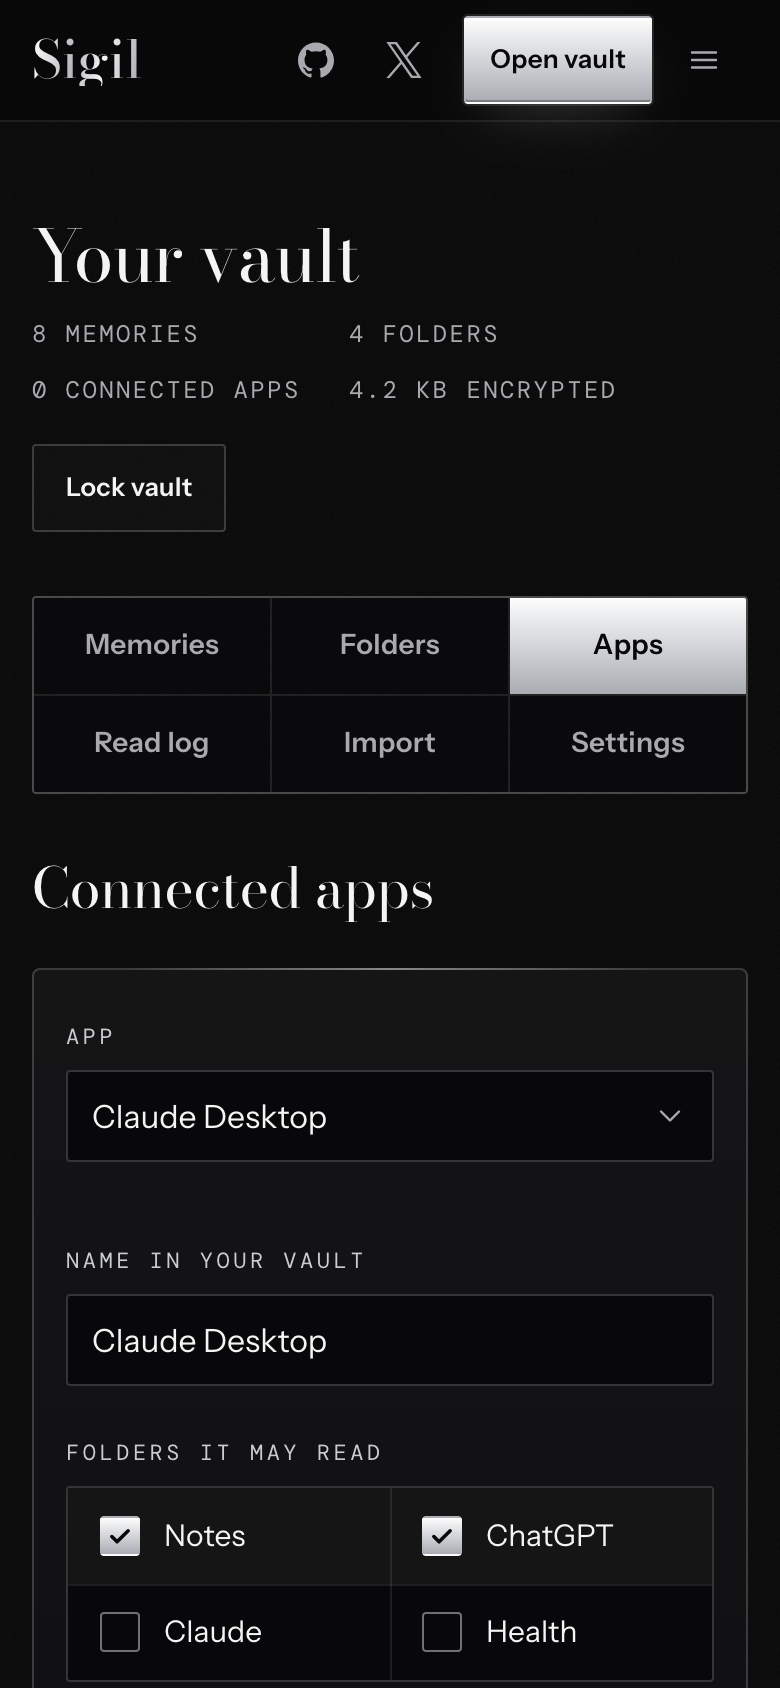 Sigil
Open vault
Your vault
8 MEMORIES 4 FOLDERS
0 CONNECTED APPS 4.2 KB ENCRYPTED
Lock vault
Memories Folders Apps
Read log Import Settings
Connected apps
APP
Claude Desktop
NAME IN YOUR VAULT
Claude Desktop
FOLDERS IT MAY READ
Notes ChatGPT
Claude Health